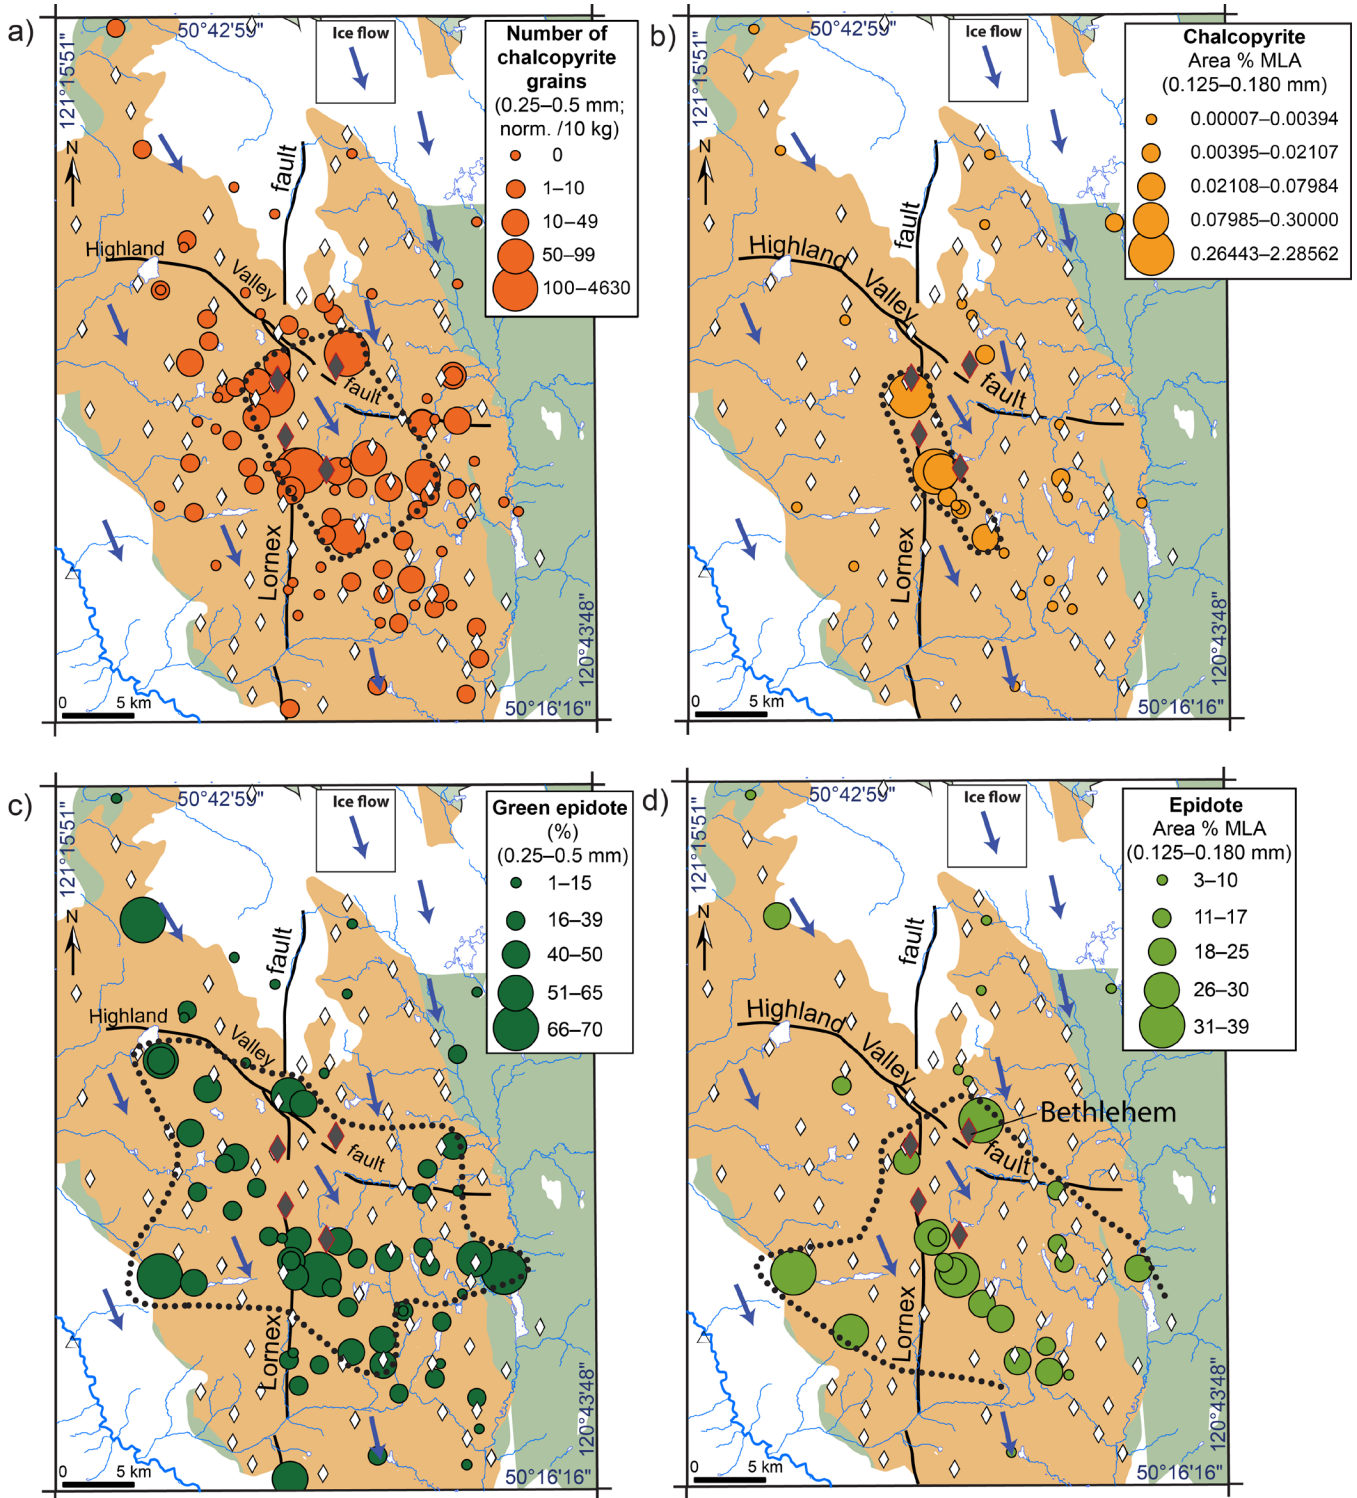 a)
50°42'59"
121°15'51"
Ice flow
N
Number of
chalcopyrite
grains
(0.25–0.5 mm;
norm. /10 kg)
0
1–10
10–49
50–99
100–4630
fault
Highland
Valley
fault
Lornex
0
5 km
120°43'48"
50°16'16"
b)
50°42'59"
121°15'51"
Ice flow
N
Chalcopyrite
Area % MLA
(0.125–0.180 mm)
0.00007–0.00394
0.00395–0.02107
0.02108–0.07984
0.07985–0.30000
0.26443–2.28562
fault
Highland
Valley
fault
Lornex
0
5 km
120°43'48"
50°16'16"
c)
50°42'59"
121°15'51"
Ice flow
N
Green epidote
(%)
(0.25–0.5 mm)
1–15
16–39
40–50
51–65
66–70
fault
Highland
Valley
fault
Lornex
0
5 km
120°43'48"
50°16'16"
d)
50°42'59"
121°15'51"
Ice flow
N
Epidote
Area % MLA
(0.125–0.180 mm)
3–10
11–17
18–25
26–30
31–39
fault
Highland
Valley
Bethlehem
fault
Lornex
0
5 km
120°43'48"
50°16'16"